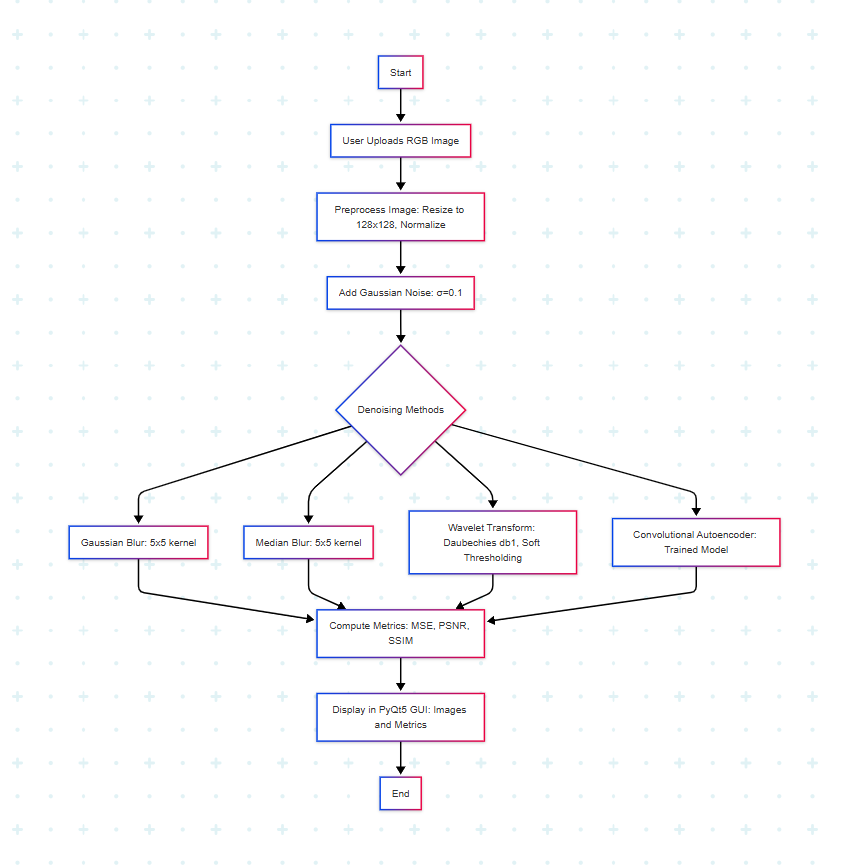 Start
User Uploads RGB Image
Preprocess Image: Resize to
128x128, Normalize
Add Gaussian Noise: σ=0.1
Denoising Methods
Gaussian Blur: 5x5 kernel
Median Blur: 5x5 kernel
Wavelet Transform:
Daubechies db1, Soft
Thresholding
Convolutional Autoencoder:
Trained Model
Compute Metrics: MSE, PSNR,
SSIM
Display in PyQt5 GUI: Images
and Metrics
End